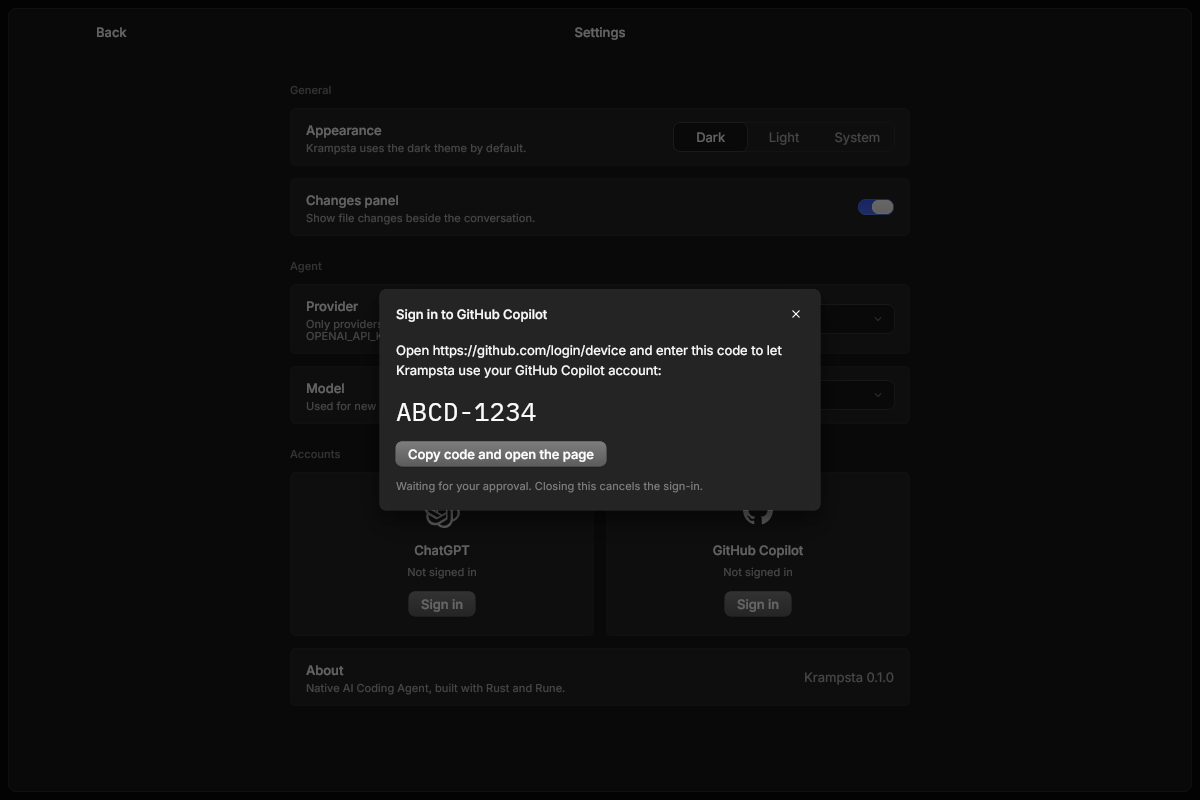 Back
Settings
General
Appearance
Krampsta uses the dark theme by default.
Dark
Light
System
Changes panel
Show file changes beside the conversation.
Agent
Provider
Only providers
OPENAI_API_K
Model
Used for new
Sign in to GitHub Copilot
×
Open https://github.com/login/device and enter this code to let
Krampsta use your GitHub Copilot account:
ABCD-1234
Copy code and open the page
Waiting for your approval. Closing this cancels the sign-in.
Accounts
ChatGPT
Not signed in
Sign in
GitHub Copilot
Not signed in
Sign in
About
Native AI Coding Agent, built with Rust and Rune.
Krampsta 0.1.0